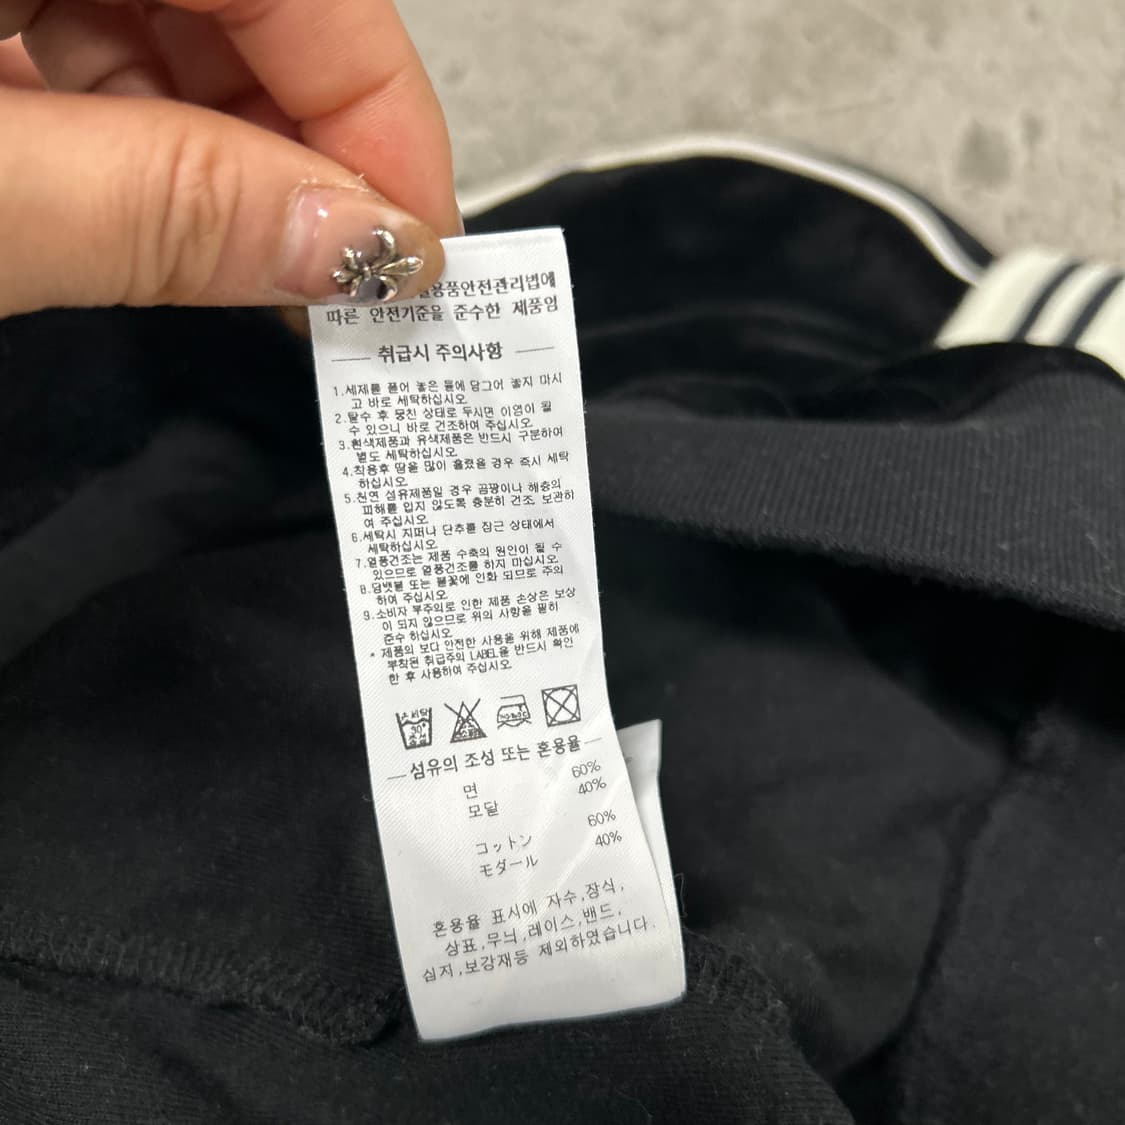 품안전관리법에
따른 안전기준을 준수한 제품임
취급시 주의사항
1.세제를 풀어 놓은 물에 담그어 놓지 마시
고 바로 세탁하십시오
2.탈수 후 뭉친 상태로 두시면 이염이 될
수 있으니 바로 건조하여 주십시오
3.흰색제품과 유색제품은 반드시 구분하여
별도 세탁하십시오
4.착용후 땀을 많이 흘렸을 경우 즉시 세탁
하십시오
5.천연 섬유제품일 경우 곰팡이나 해충의
피해를 입지 않도록 충분히 건조 보관하
여 주십시오
6.세탁시 지퍼나 단추를 잠근 상태에서
세탁하십시오
7.열풍건조는 제품 수축의 원인이 될 수
있으므로 열풍건조를 하지 마십시오
8.담뱃불 또는 불꽃에 인화 되므로 주의
하여 주십시오
9.소비자 부주의로 인한 제품 손상은 보상
이 되지 않으므로 위의 사항을 필히
준수 하십시오
* 제품의 보다 안전한 사용을 위해 제품에
부착된 취급주의 LABEL을 반드시 확인
한 후 사용하여 주십시오
손세탁
30°
중성
섬유의 조성 또는 혼용율
면 60%
모달 40%
コットン 60%
モダール 40%
혼용율 표시에 자수,장식,
상표,무늬,레이스,밴드,
심지,보강재등 제외하였습니다.